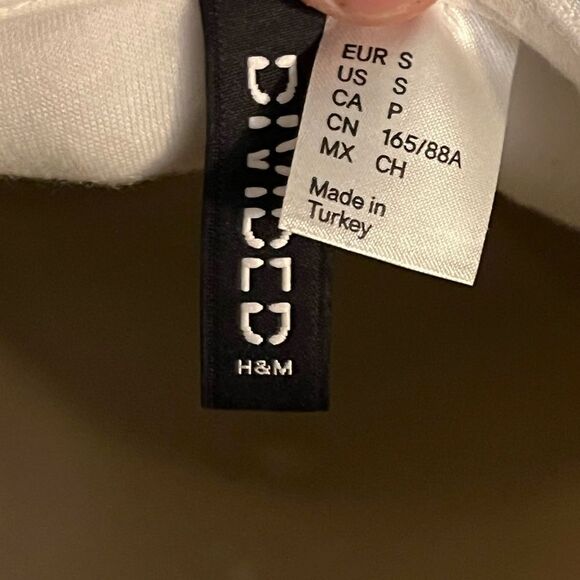 DIVIDED
H&M
EUR S
US S
CA P
CN 165/88A
MX CH
Made in
Turkey